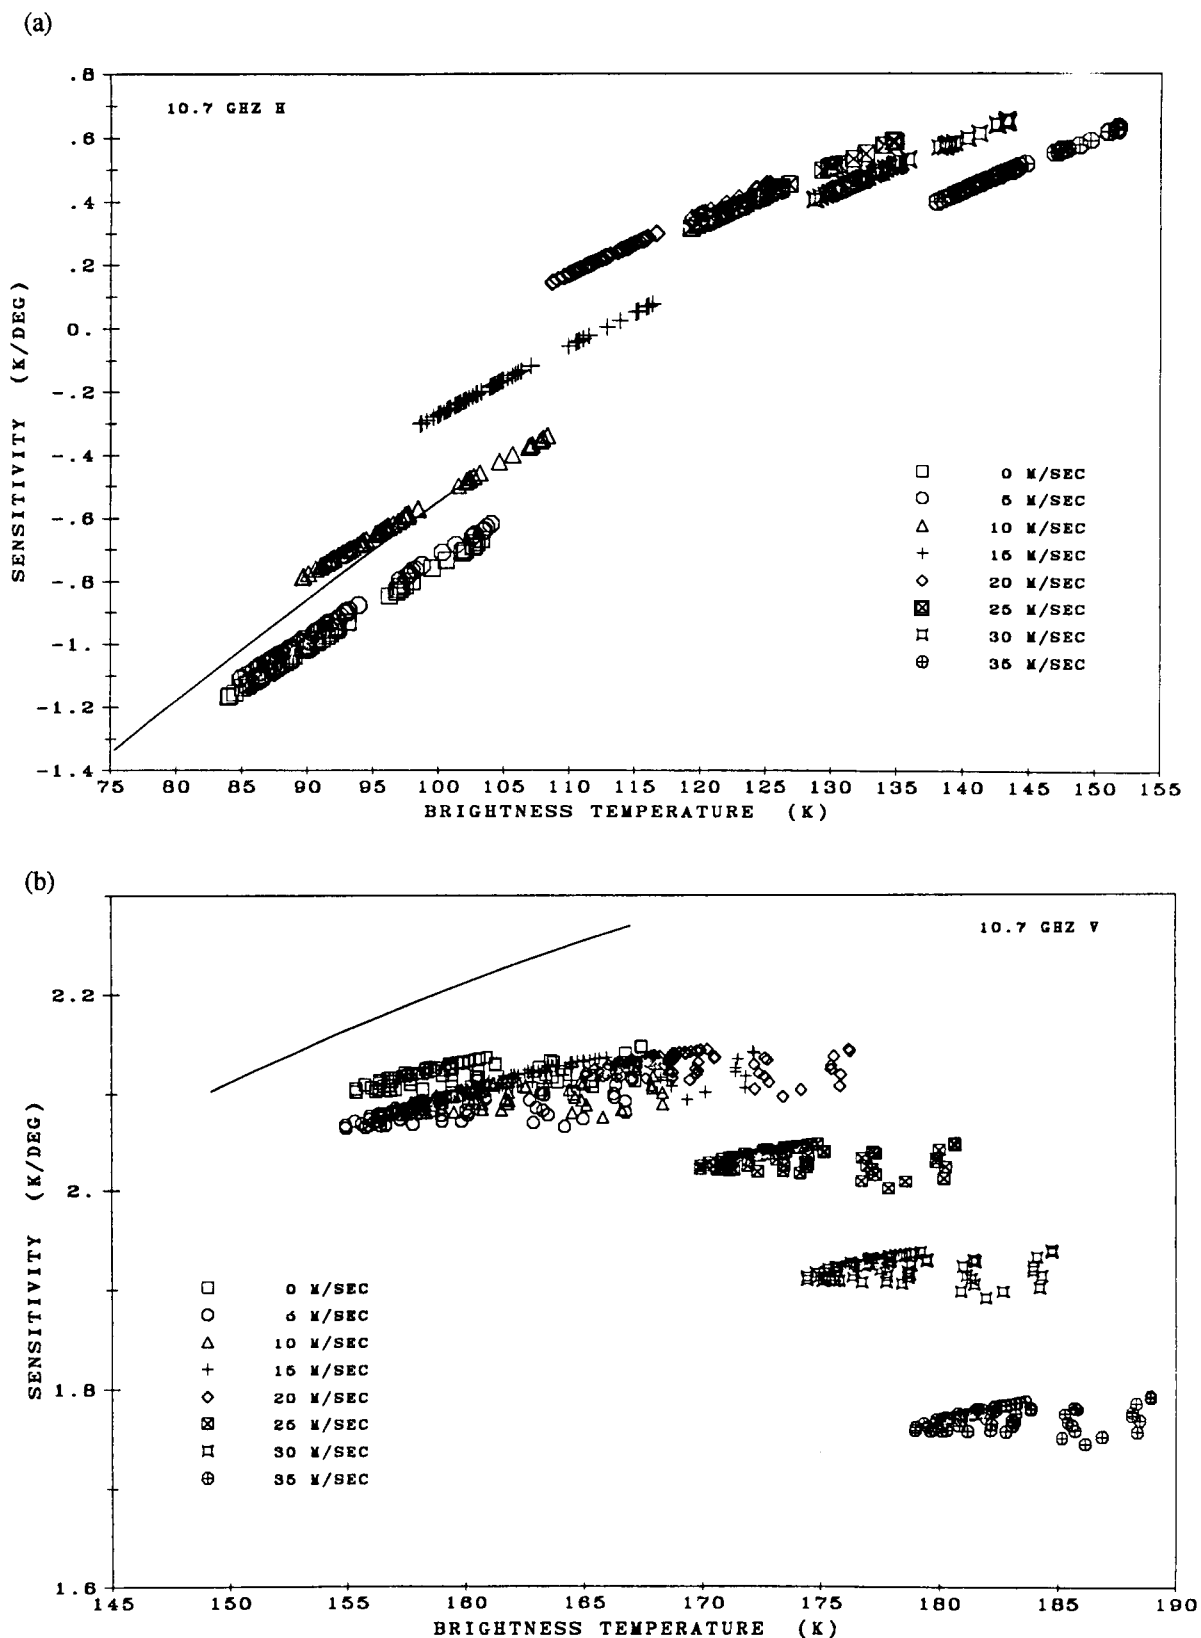 (a)
10.7 GHZ H
.8
.6
.4
.2
0.
-.2
-.4
-.6
-.8
-1.0
-1.2
-1.4
SENSITIVITY (K/DEG)
0 M/SEC
5 M/SEC
10 M/SEC
15 M/SEC
20 M/SEC
25 M/SEC
30 M/SEC
35 M/SEC
75 80 85 90 95 100 105 110 115 120 125 130 135 140 145 150 155
BRIGHTNESS TEMPERATURE (K)
(b)
10.7 GHZ V
2.2
2.0
1.8
1.6
SENSITIVITY (K/DEG)
0 M/SEC
5 M/SEC
10 M/SEC
15 M/SEC
20 M/SEC
25 M/SEC
30 M/SEC
35 M/SEC
145 150 155 160 165 170 175 180 185 190
BRIGHTNESS TEMPERATURE (K)